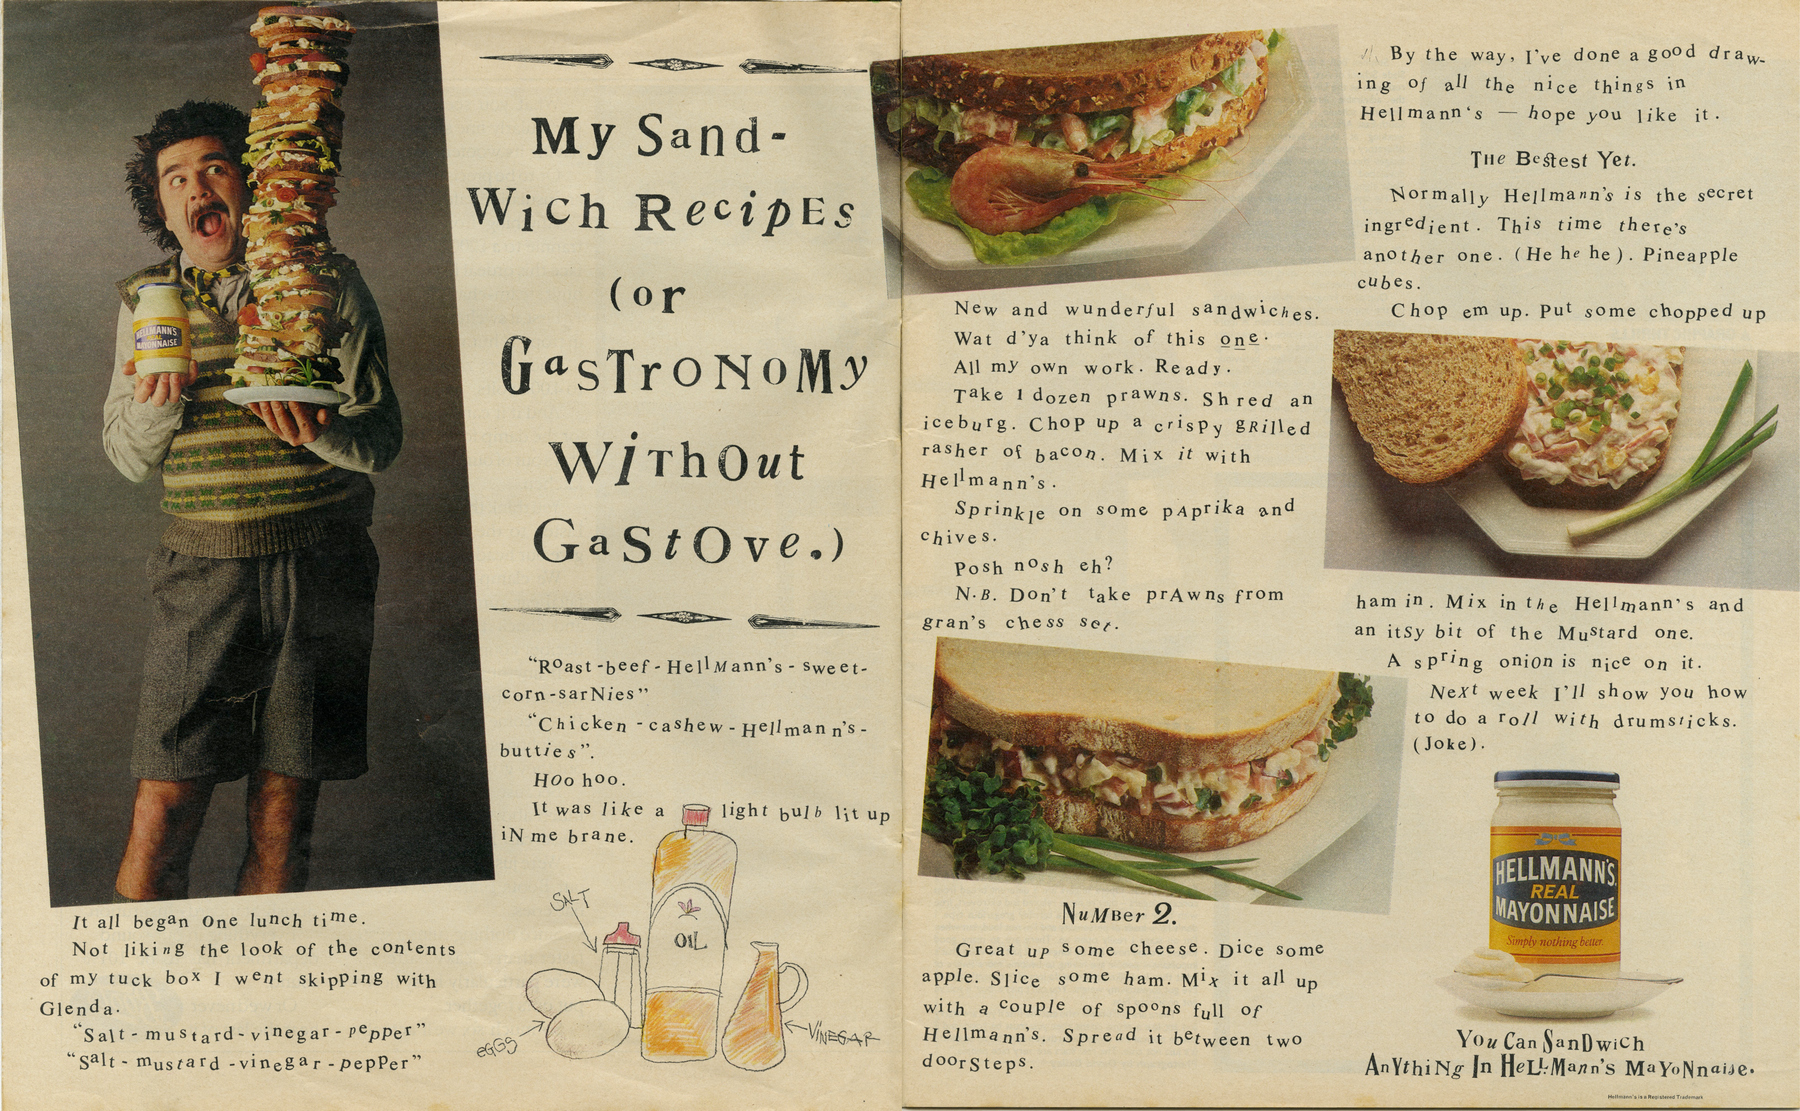 My Sand-
Wich Recipes
(or
Gastronomy
Without
Gastove.)
HELLMANN'S
REAL
MAYONNAISE
It all began one lunch time.
Not liking the look of the contents
of my tuck box I went skipping with
Glenda.
"Salt-mustard-vinegar-pepper"
"Salt-mustard-vinegar-pepper"
"Roast-beef-Hellmann's-sweet-
corn-sarnies"
"Chicken-cashew-Hellmann's-
butties".
Hoo hoo.
It was like a light bulb lit up
in me brane.
SALT
OIL
eGGS
VINEGAR
New and wunderful sandwiches.
Wat d'ya think of this one.
All my own work. Ready.
Take 1 dozen prawns. Shred an
iceburg. Chop up a crispy grilled
rasher of bacon. Mix it with
Hellmann's.
Sprinkle on some paprika and
chives.
Posh nosh eh?
N.B. Don't take prawns from
gran's chess set.
Number 2.
Great up some cheese. Dice some
apple. Slice some ham. Mix it all up
with a couple of spoons full of
Hellmann's. Spread it between two
doorsteps.
By the way, I've done a good draw-
ing of all the nice things in
Hellmann's — hope you like it.
The Bestest Yet.
Normally Hellmann's is the secret
ingredient. This time there's
another one. (He he he). Pineapple
cubes.
Chop em up. Put some chopped up
ham in. Mix in the Hellmann's and
an itsy bit of the Mustard one.
A spring onion is nice on it.
Next week I'll show you how
to do a roll with drumsticks.
(Joke).
HELLMANN'S
REAL
MAYONNAISE
Simply nothing better.
You Can Sandwich
Anything In Hellmann's Mayonnaise.
Hellmann's is a Registered Trademark